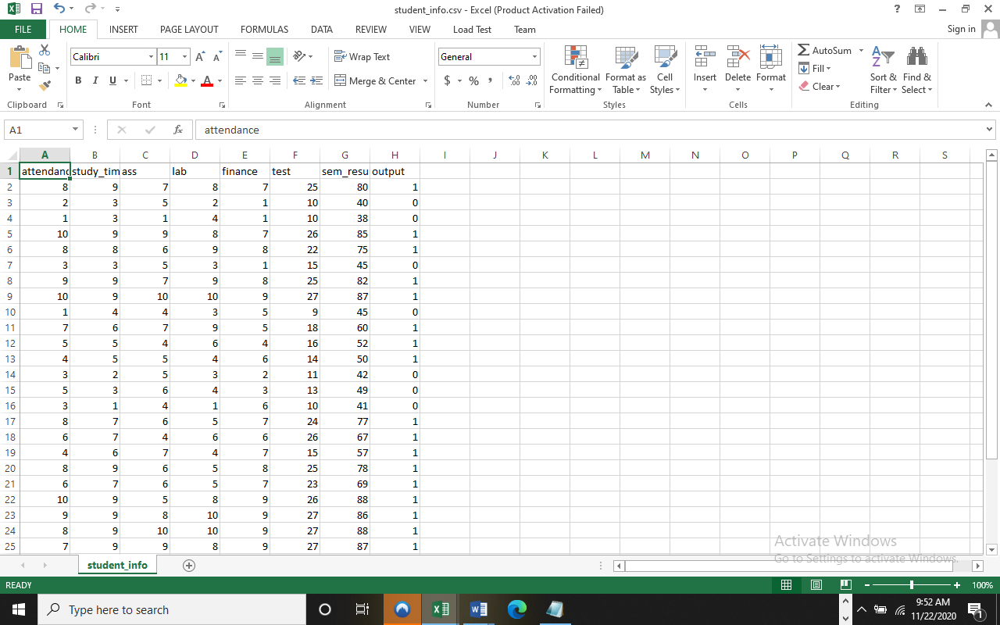 student_info.csv - Excel (Product Activation Failed)
FILE HOME INSERT PAGE LAYOUT FORMULAS DATA REVIEW VIEW Load Test Team Sign in
Calibri 11 Wrap Text General AutoSum
Fill
Paste B I U Merge & Center $ % , Conditional Formatting Format as Table Cell Styles Insert Delete Format Clear Sort & Filter Find & Select
Clipboard Font Alignment Number Styles Cells Editing
A1 fx attendance
A B C D E F G H I J K L M N O P Q R S
1 attendanc study_tim ass lab finance test sem_resu output
2 8 9 7 8 7 25 80 1
3 2 3 5 2 1 10 40 0
4 1 3 1 4 1 10 38 0
5 10 9 9 8 7 26 85 1
6 8 8 6 9 8 22 75 1
7 3 3 5 3 1 15 45 0
8 9 9 7 9 8 25 82 1
9 10 9 10 10 9 27 87 1
10 1 4 4 3 5 9 45 0
11 7 6 7 9 5 18 60 1
12 5 5 4 6 4 16 52 1
13 4 5 5 4 6 14 50 1
14 3 2 5 3 2 11 42 0
15 5 3 6 4 3 13 49 0
16 3 1 4 1 6 10 41 0
17 8 7 6 5 7 24 77 1
18 6 7 4 6 6 26 67 1
19 4 6 7 4 7 15 57 1
20 8 9 6 5 8 25 78 1
21 6 7 6 5 7 23 69 1
22 10 9 5 8 9 26 88 1
23 9 9 8 10 9 27 86 1
24 8 9 10 10 9 27 88 1
25 7 9 9 8 9 27 87 1
Activate Windows
Go to Settings to activate Windows.
student_info
READY 100%
Type here to search
9:52 AM
11/22/2020
1